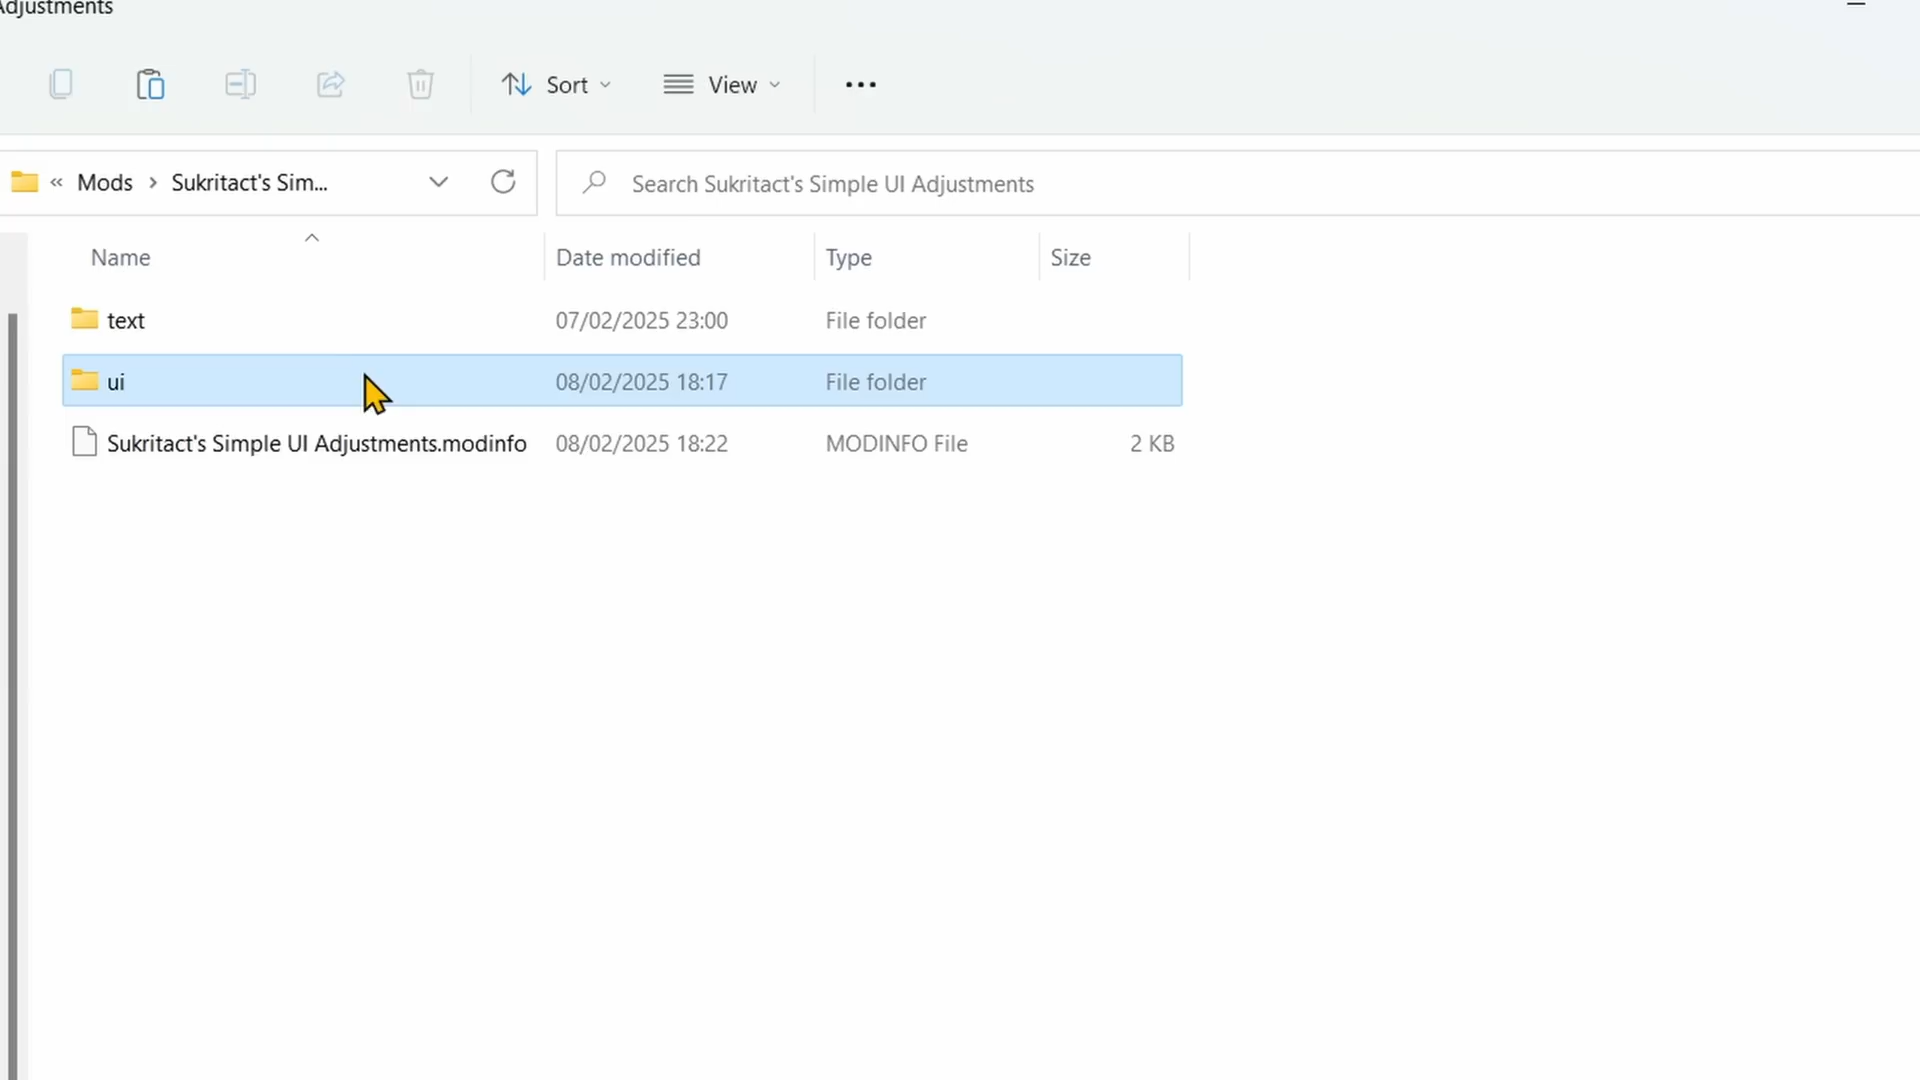 Adjustments
Sort View
« Mods Sukritact's Sim... Search Sukritact's Simple UI Adjustments
Name Date modified Type Size
text 07/02/2025 23:00 File folder
ui 08/02/2025 18:17 File folder
Sukritact's Simple UI Adjustments.modinfo 08/02/2025 18:22 MODINFO File 2 KB